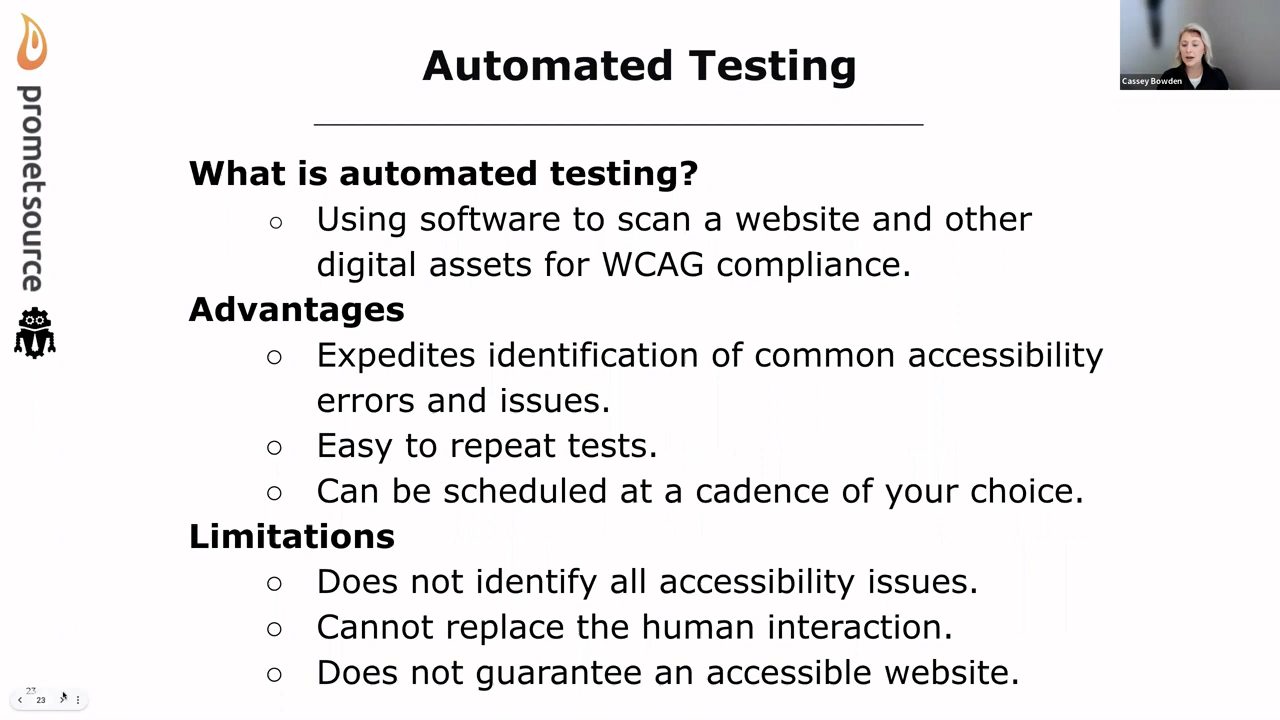 Automated Testing
Cassey Bowden
prometsource
What is automated testing?
○ Using software to scan a website and other
digital assets for WCAG compliance.
Advantages
○ Expedites identification of common accessibility
errors and issues.
○ Easy to repeat tests.
○ Can be scheduled at a cadence of your choice.
Limitations
○ Does not identify all accessibility issues.
○ Cannot replace the human interaction.
○ Does not guarantee an accessible website.
23
23